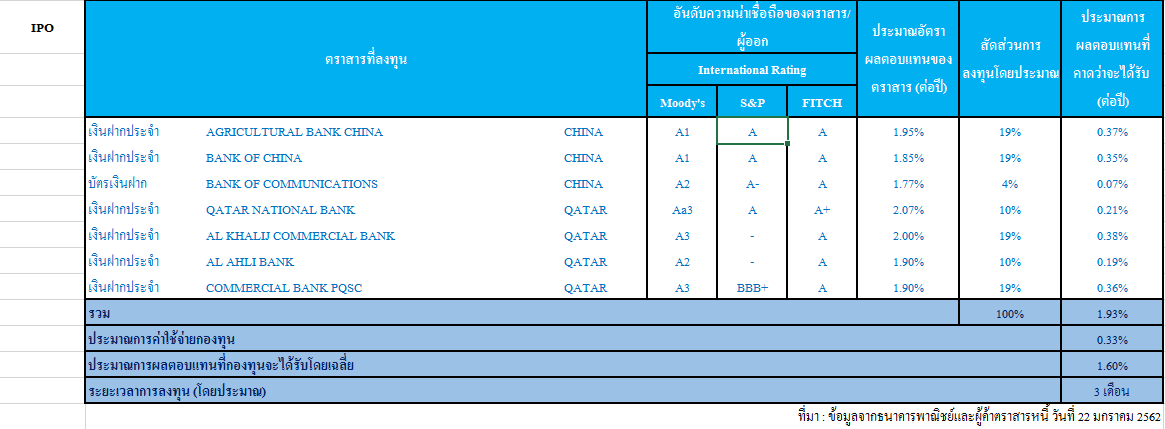 IPO
ตราสารที่ลงทุน
อันดับความน่าเชื่อถือของตราสาร/
ผู้ออก
International Rating
Moody's S&P FITCH
ประมาณอัตรา
ผลตอบแทนของ
ตราสาร (ต่อปี)
สัดส่วนการ
ลงทุนโดยประมาณ
ประมาณการ
ผลตอบแทนที่
คาดว่าจะได้รับ
(ต่อปี)
เงินฝากประจำ AGRICULTURAL BANK CHINA CHINA A1 A A 1.95% 19% 0.37%
เงินฝากประจำ BANK OF CHINA CHINA A1 A A 1.85% 19% 0.35%
บัตรเงินฝาก BANK OF COMMUNICATIONS CHINA A2 A- A 1.77% 4% 0.07%
เงินฝากประจำ QATAR NATIONAL BANK QATAR Aa3 A A+ 2.07% 10% 0.21%
เงินฝากประจำ AL KHALIJ COMMERCIAL BANK QATAR A3 - A 2.00% 19% 0.38%
เงินฝากประจำ AL AHLI BANK QATAR A2 - A 1.90% 10% 0.19%
เงินฝากประจำ COMMERCIAL BANK PQSC QATAR A3 BBB+ A 1.90% 19% 0.36%
รวม 100% 1.93%
ประมาณการค่าใช้จ่ายกองทุน 0.33%
ประมาณการผลตอบแทนที่กองทุนจะได้รับโดยเฉลี่ย 1.60%
ระยะเวลาการลงทุน (โดยประมาณ) 3 เดือน
ที่มา : ข้อมูลจากธนาคารพาณิชย์และผู้ค้าตราสารหนี้ วันที่ 22 มกราคม 2562